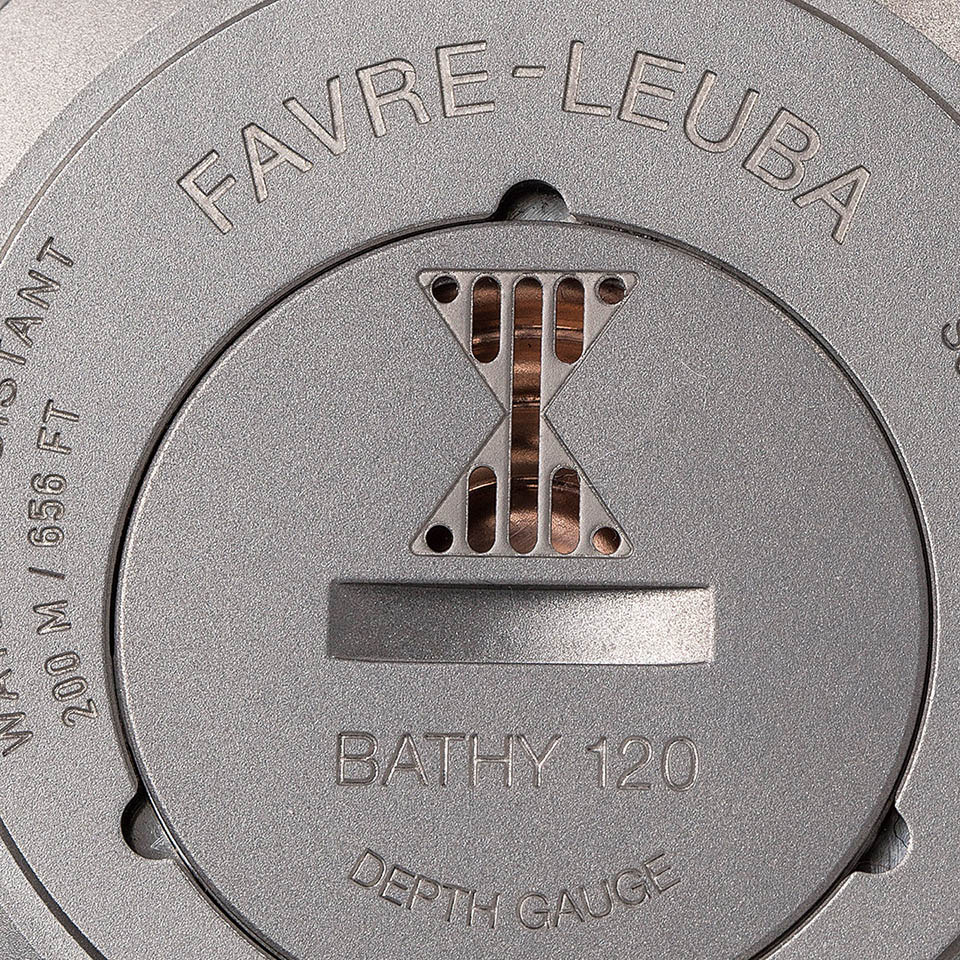 FAVRE-LEUBA
200 M / 656 FT
BATHY 120
DEPTH GAUGE